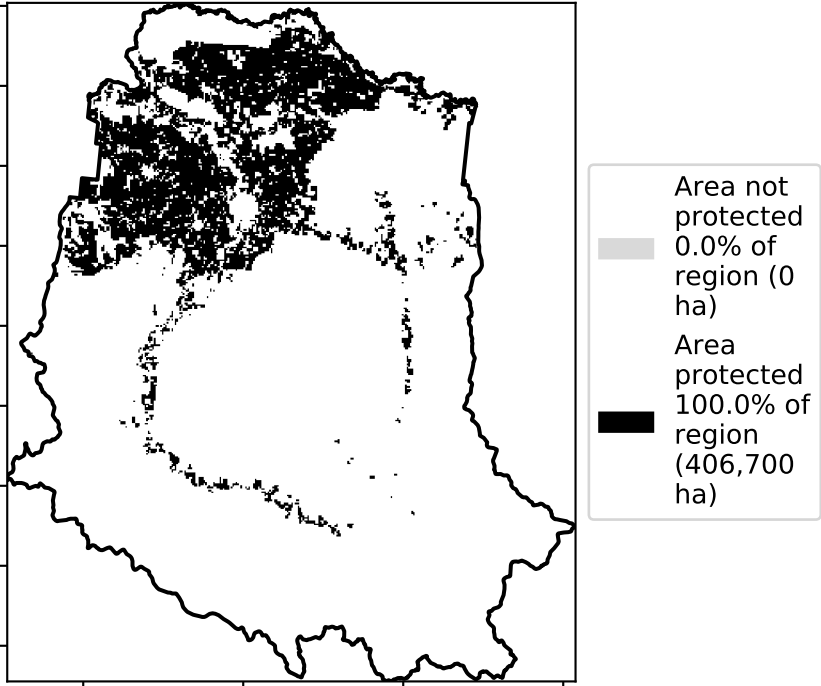 Area not
protected
0.0% of
region (0
ha)
Area
protected
100.0% of
region
(406,700
ha)